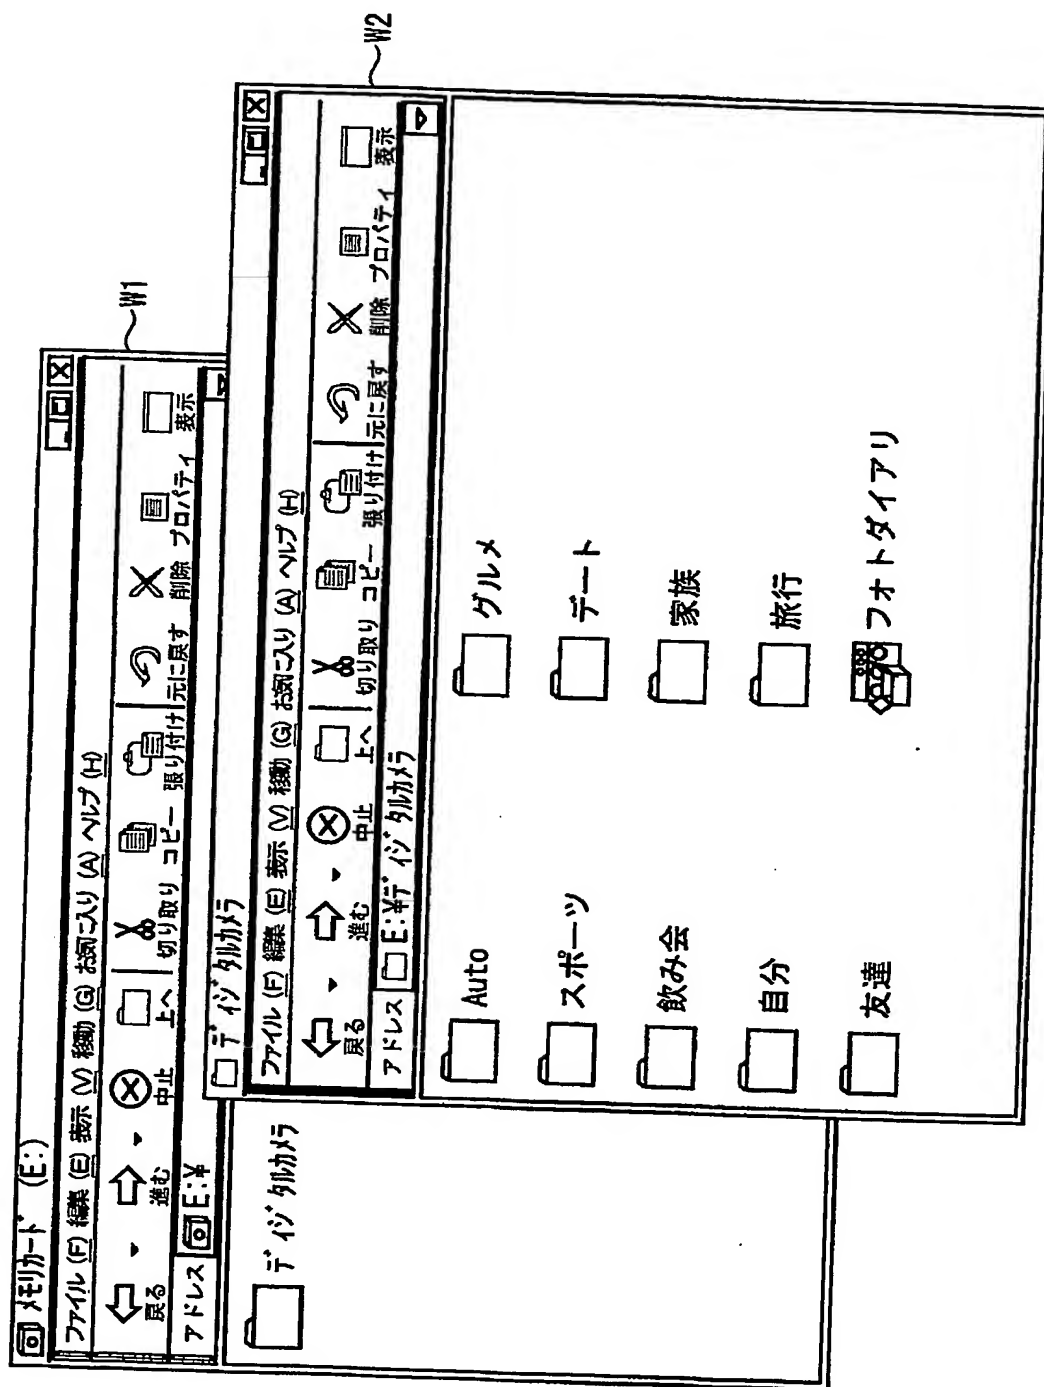 W1
ﾒﾓﾘｶｰﾄﾞ (E:)
ファイル (F) 編集 (E) 表示 (V) 移動 (G) お気に入り (A) ヘルプ (H)
戻る 進む 中止 上へ 切り取り コピー 張り付け 元に戻す 削除 プロパティ 表示
アドレス E:¥
ﾃﾞｨｼﾞﾀﾙｶﾒﾗ
W2
ﾃﾞｨｼﾞﾀﾙｶﾒﾗ
ファイル (F) 編集 (E) 表示 (V) 移動 (G) お気に入り (A) ヘルプ (H)
戻る 進む 中止 上へ 切り取り コピー 張り付け 元に戻す 削除 プロパティ 表示
アドレス E:¥ﾃﾞｨｼﾞﾀﾙｶﾒﾗ
Auto グルメ
スポーツ デート
飲み会 家族
自分 旅行
友達 フォトダイアリ